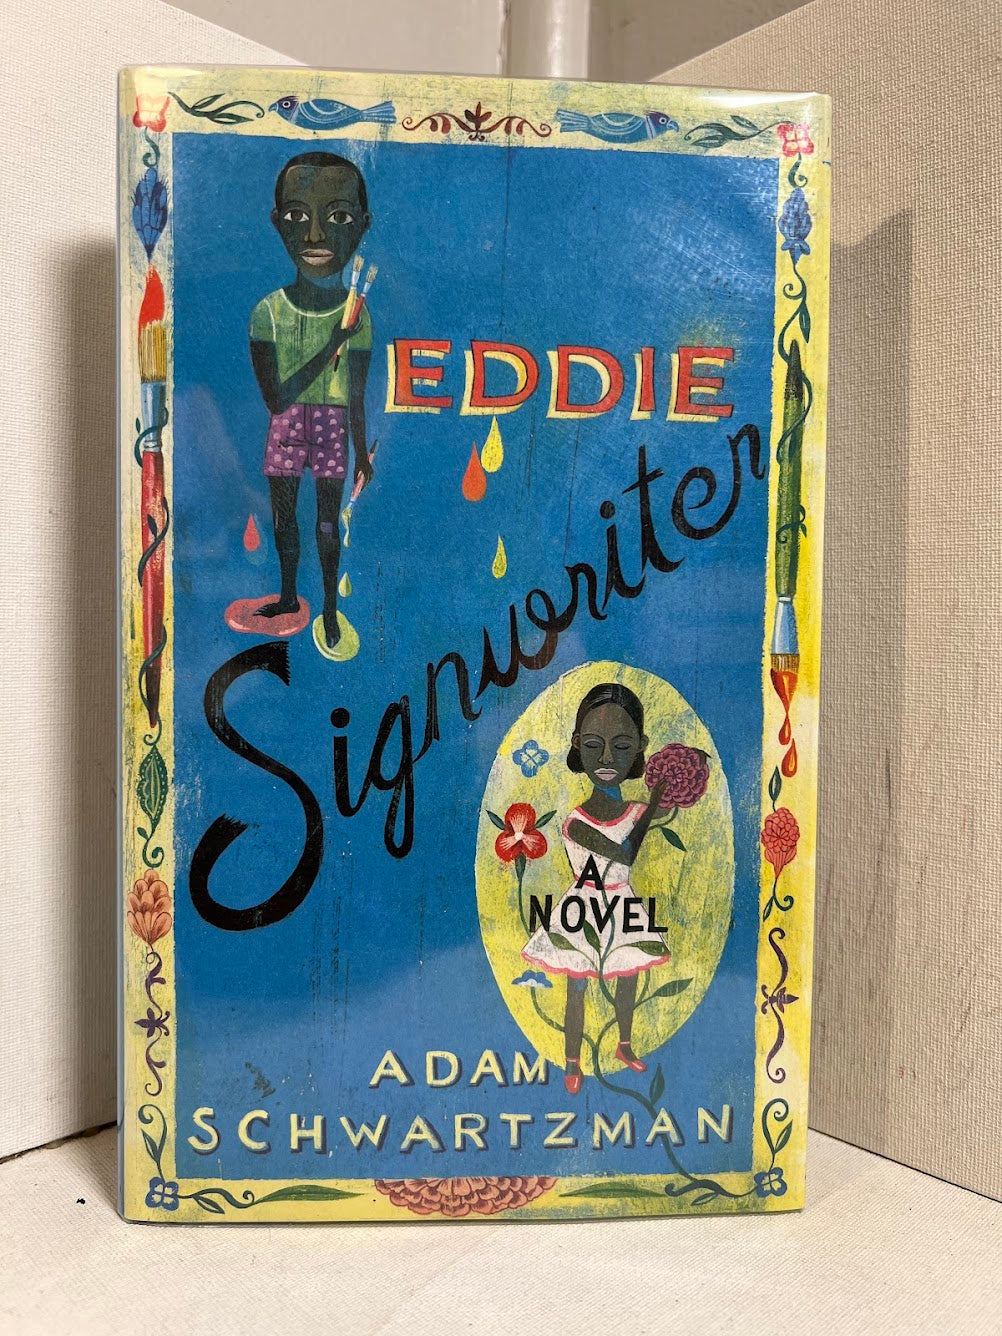 EDDIE
Signwriter
A
NOVEL
ADAM
SCHWARTZMAN